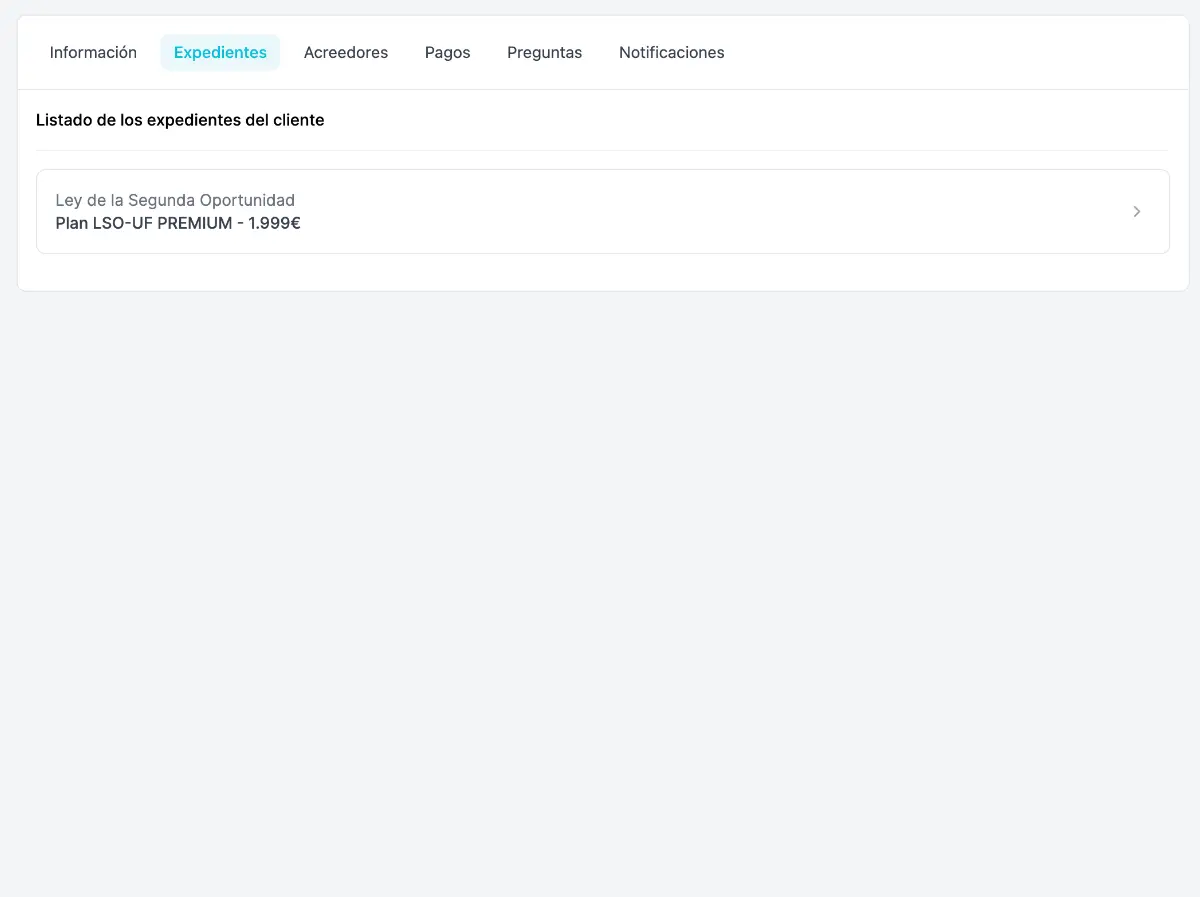 Información Expedientes Acreedores Pagos Preguntas Notificaciones
Listado de los expedientes del cliente
Ley de la Segunda Oportunidad
Plan LSO-UF PREMIUM - 1.999€